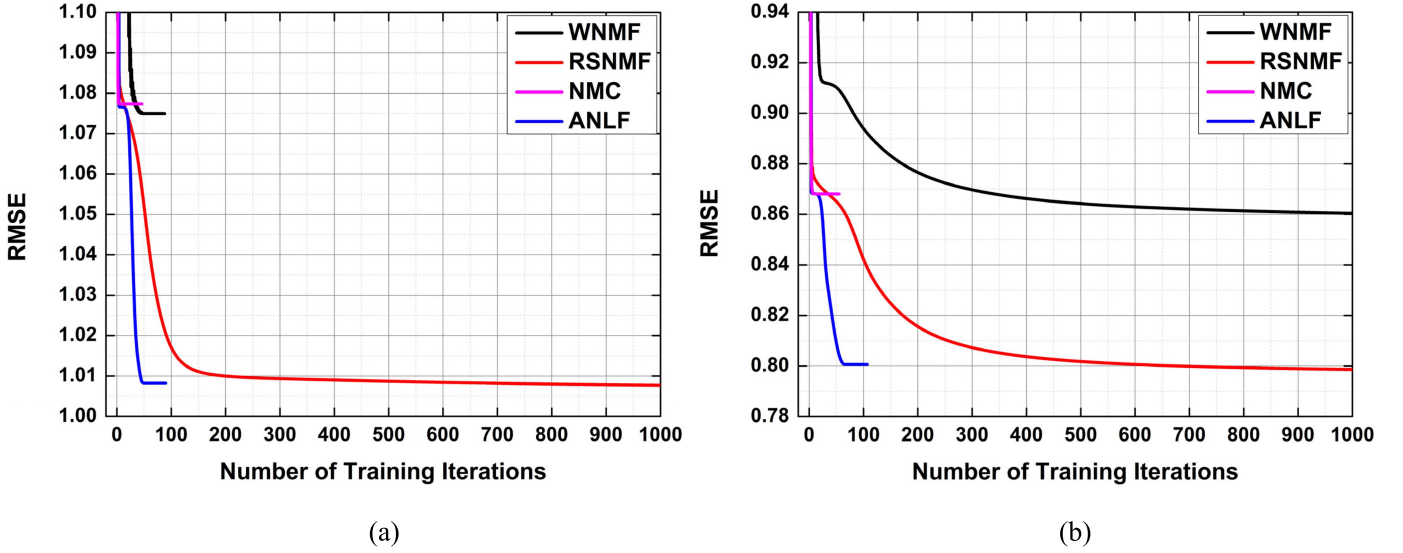 1.10
1.09
1.08
1.07
1.06
1.05
1.04
1.03
1.02
1.01
1.00
RMSE
0 100 200 300 400 500 600 700 800 900 1000
Number of Training Iterations
WNMF
RSNMF
NMC
ANLF
(a)
0.94
0.92
0.90
0.88
0.86
0.84
0.82
0.80
0.78
RMSE
0 100 200 300 400 500 600 700 800 900 1000
Number of Training Iterations
WNMF
RSNMF
NMC
ANLF
(b)